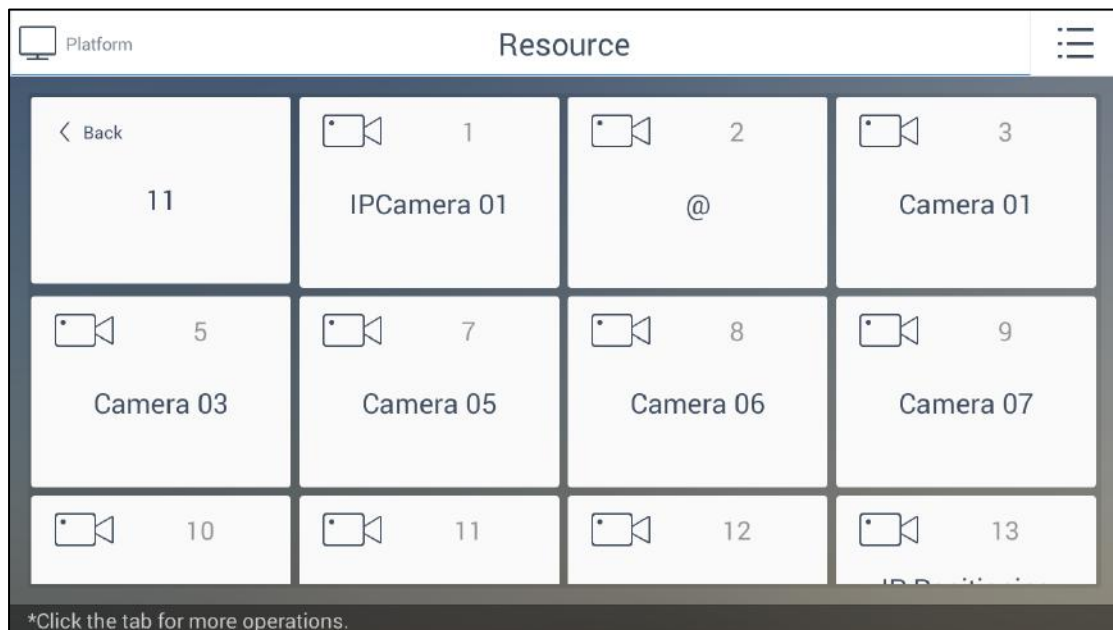 Platform
Resource
Back
11
1
IPCamera 01
2
@
3
Camera 01
5
Camera 03
7
Camera 05
8
Camera 06
9
Camera 07
10
11
12
13
*Click the tab for more operations.